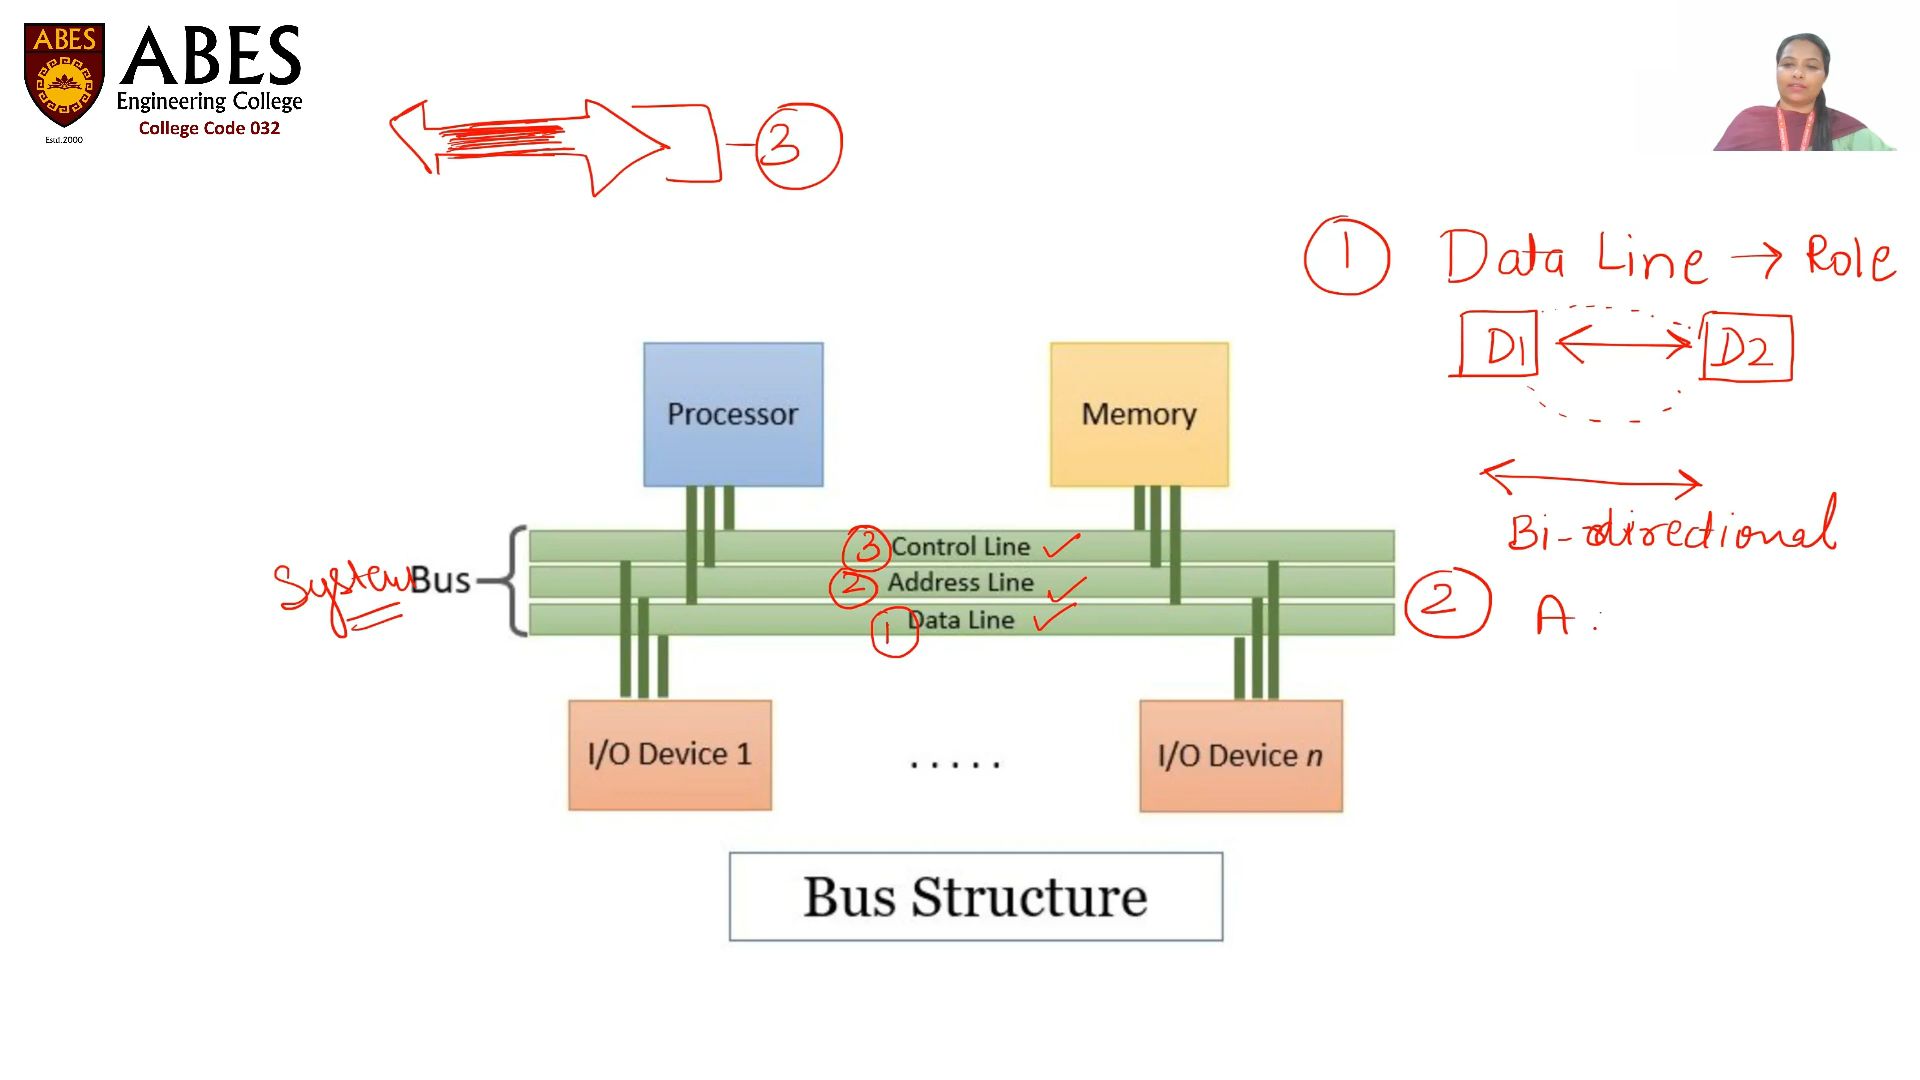 ABES
ABES
Engineering College
College Code 032
Estd.2000
3
1 Data Line → Role
D1 D2
Bi-directional
2 A
Processor
Memory
System Bus
3 Control Line ✓
2 Address Line ✓
1 Data Line ✓
I/O Device 1
.....
I/O Device n
Bus Structure